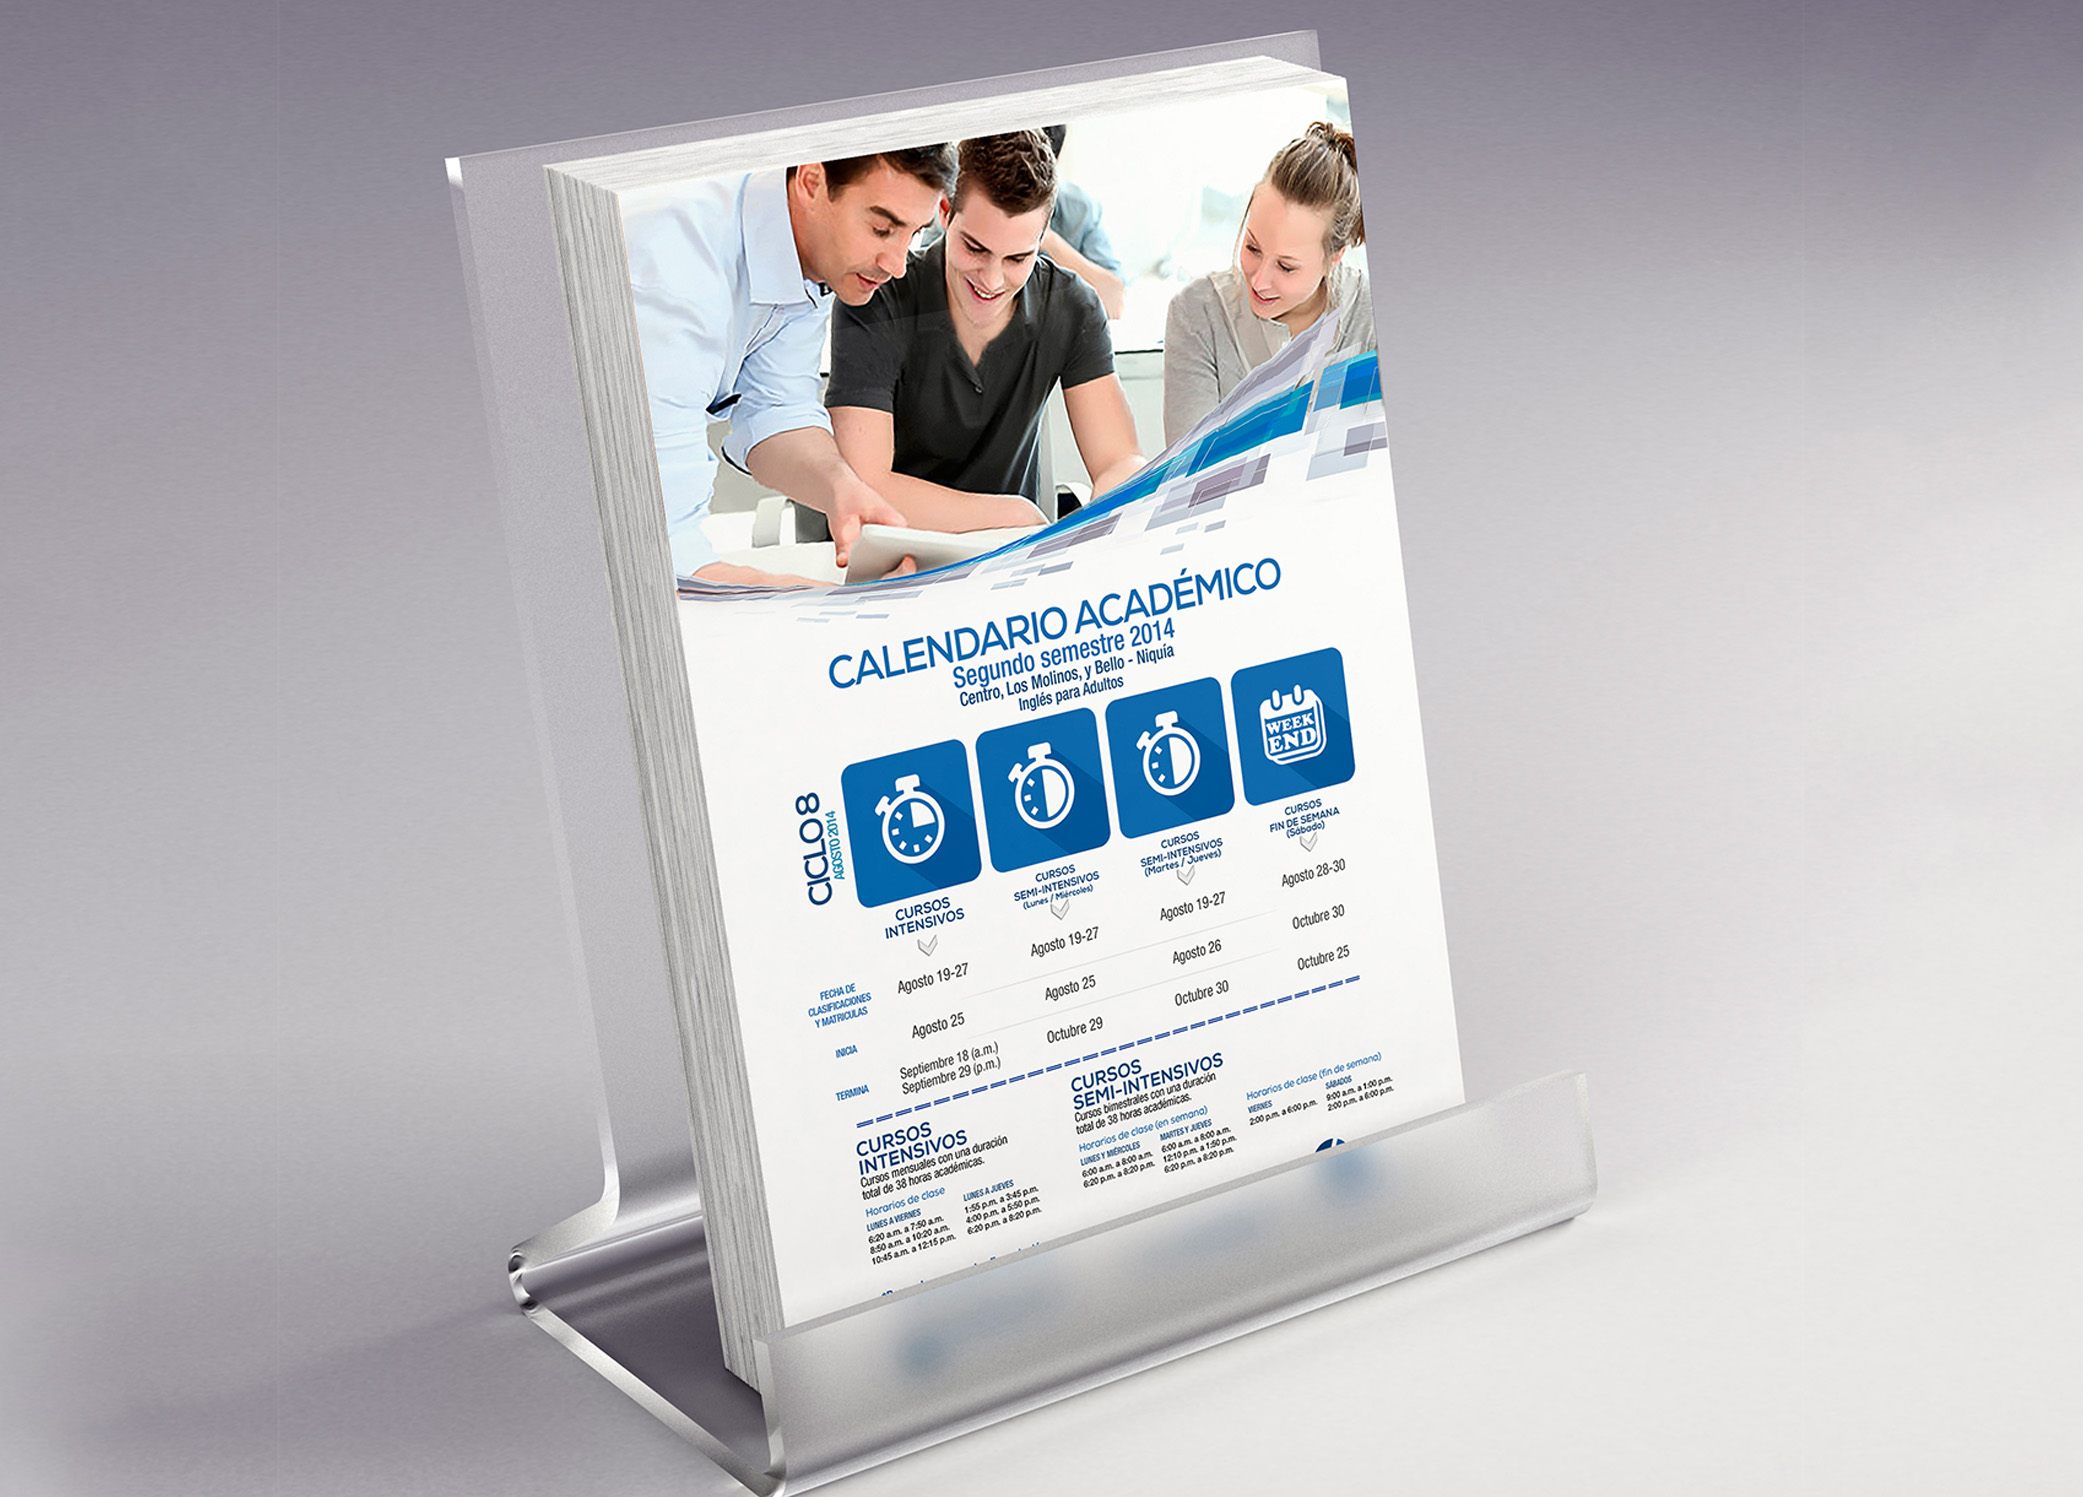 CALENDARIO ACADÉMICO
Segundo semestre 2014
Centro, Los Molinos, y Bello - Niquía
Inglés para Adultos
CICLO 8
AGOSTO 2014
WEEK
END
CURSOS
INTENSIVOS
CURSOS
SEMI-INTENSIVOS
(Lunes / Miércoles)
CURSOS
SEMI-INTENSIVOS
(Martes / Jueves)
CURSOS
FIN DE SEMANA
(Sábado)
FECHA DE
CLASIFICACIONES
Y MATRICULAS
Agosto 19-27
Agosto 19-27
Agosto 19-27
Agosto 28-30
INICIA
Agosto 25
Agosto 25
Agosto 26
Octubre 30
TERMINA
Septiembre 18 (a.m.)
Septiembre 29 (p.m.)
Octubre 29
Octubre 30
Octubre 25
CURSOS
INTENSIVOS
Cursos mensuales con una duración
total de 38 horas académicas.
Horarios de clase
LUNES A VIERNES
6:20 a.m. a 7:50 a.m.
8:50 a.m. a 10:20 a.m.
10:45 a.m. a 12:15 p.m.
LUNES A JUEVES
1:55 p.m. a 3:45 p.m.
4:00 p.m. a 5:50 p.m.
6:20 p.m. a 8:20 p.m.
CURSOS
SEMI-INTENSIVOS
Cursos bimestrales con una duración
total de 38 horas académicas.
Horarios de clase (en semana)
LUNES Y MIÉRCOLES
6:00 a.m. a 8:00 a.m.
6:20 p.m. a 8:20 p.m.
MARTES Y JUEVES
6:00 a.m. a 8:00 a.m.
12:10 p.m. a 1:50 p.m.
6:20 p.m. a 8:20 p.m.
Horarios de clase (fin de semana)
VIERNES
2:00 p.m. a 6:00 p.m.
SÁBADOS
9:00 a.m. a 1:00 p.m.
2:00 p.m. a 6:00 p.m.